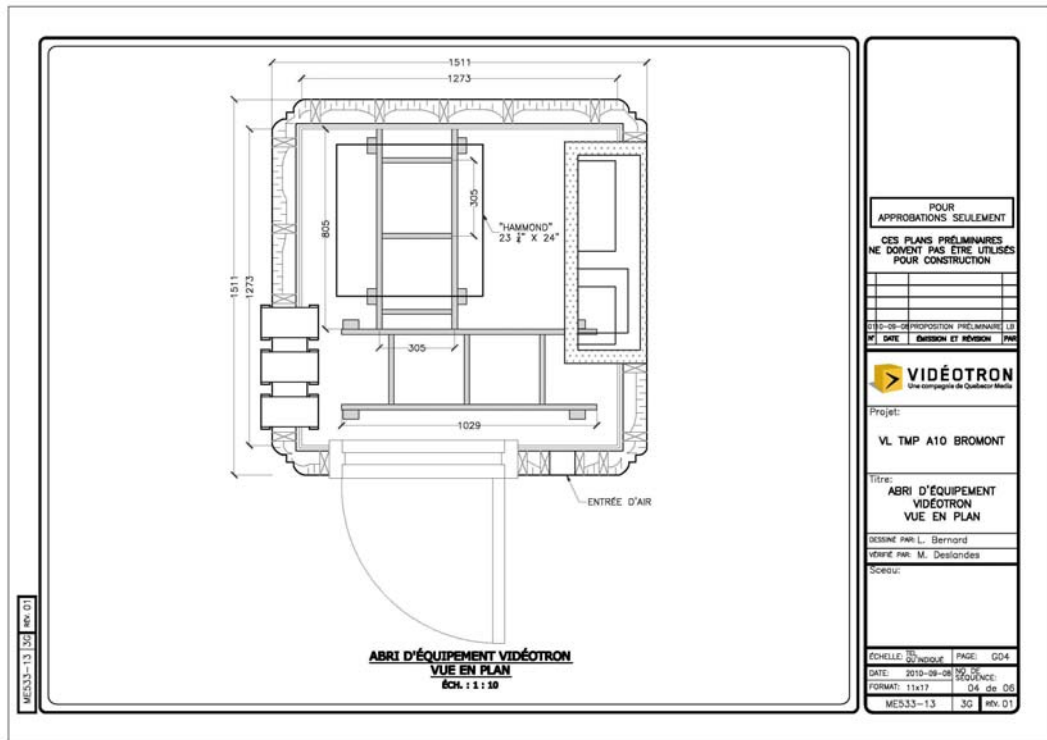 1511
1273
1511
1273
805
305
"HAMMOND"
23 ½" X 24"
305
1029
ENTRÉE D'AIR
ABRI D'ÉQUIPEMENT VIDÉOTRON
VUE EN PLAN
ÉCH. : 1 : 10
ME533-13 3G RÉV. 01
POUR
APPROBATIONS SEULEMENT
CES PLANS PRÉLIMINAIRES
NE DOIVENT PAS ÊTRE UTILISÉS
POUR CONSTRUCTION
PROPOSITION PRÉLIMINAIRE LB
N° DATE ÉMISSION ET RÉVISION PAR
VIDÉOTRON
Une compagnie de Quebecor Media
Projet:
VL TMP A10 BROMONT
Titre:
ABRI D'ÉQUIPEMENT
VIDÉOTRON
VUE EN PLAN
DESSINÉ PAR: L. Bernard
VÉRIFIÉ PAR: M. Deslandes
Sceau:
ÉCHELLE: TEL QU'INDIQUÉ PAGE: G04
DATE: 2010-09-08 NO DE SÉQUENCE:
FORMAT: 11x17 04 de 06
ME533-13 3G RÉV. 01